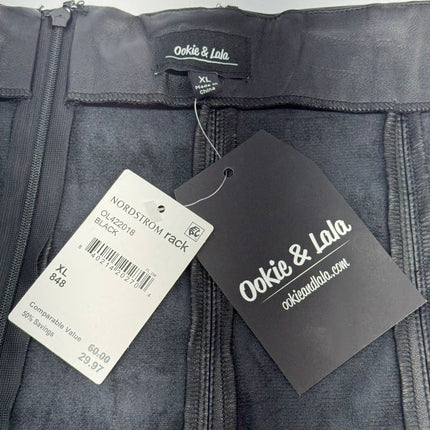 Ookie & Lala
XL
Made in
China
NORDSTROM rack
OL422018
BLACK
XL
848
Comparable Value
60.00
50% Savings
29.97
Ookie & Lala
ookieandlala.com